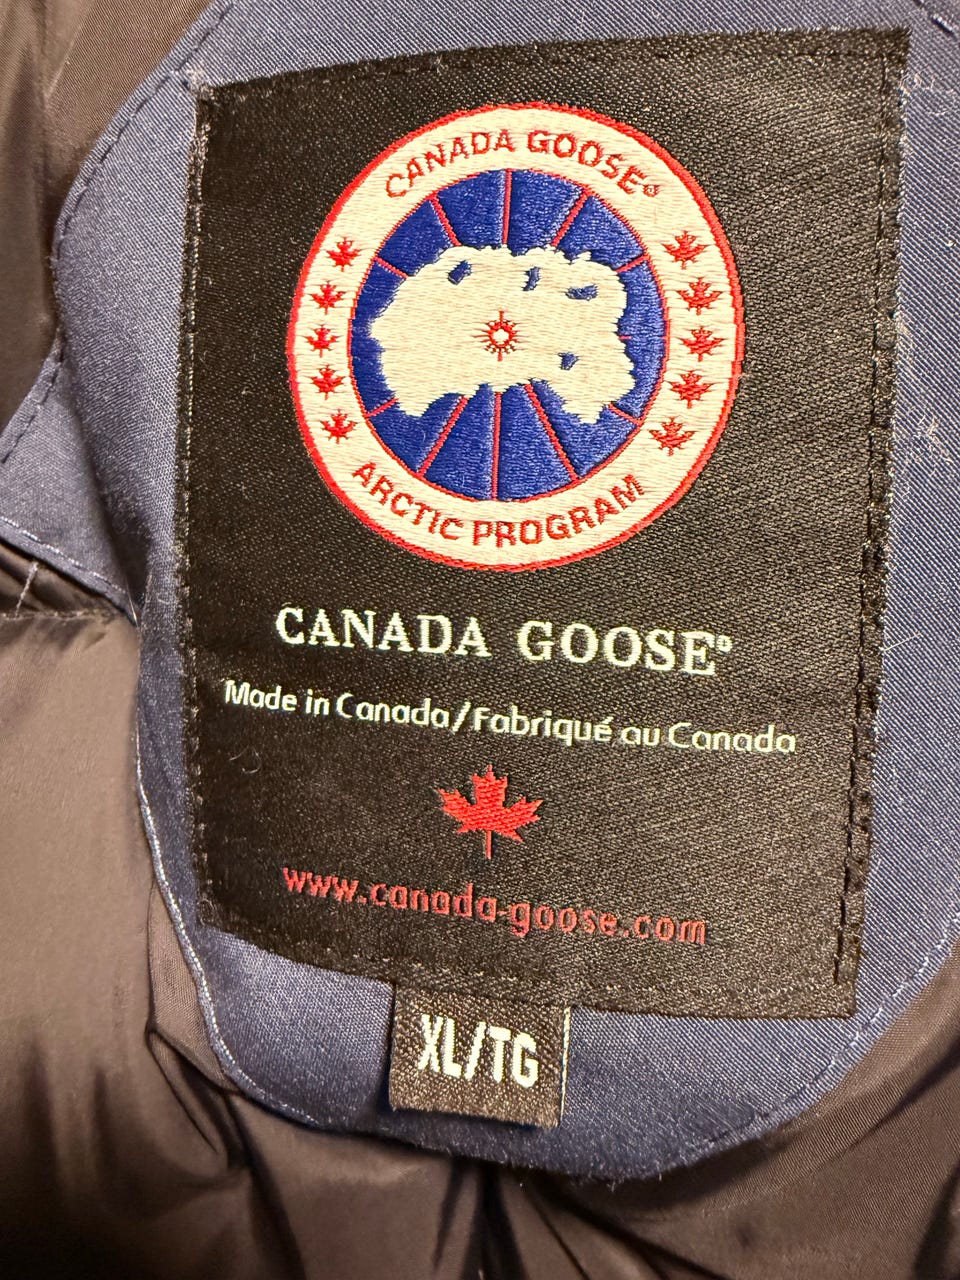 CANADA GOOSE®
ARCTIC PROGRAM
CANADA GOOSE®
Made in Canada/Fabriqué au Canada
www.canada-goose.com
XL/TG